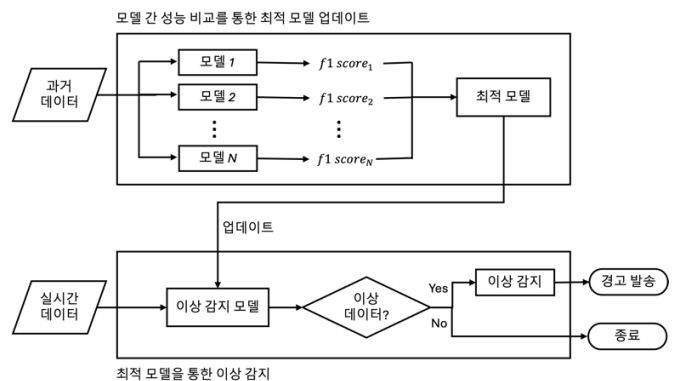 모델 간 성능 비교를 통한 최적 모델 업데이트
과거
데이터
모델 1
f1 score₁
모델 2
f1 score₂
⋮
⋮
모델 N
f1 score_N
최적 모델
업데이트
실시간
데이터
이상 감지 모델
이상
데이터?
Yes
No
이상 감지
경고 발송
종료
최적 모델을 통한 이상 감지